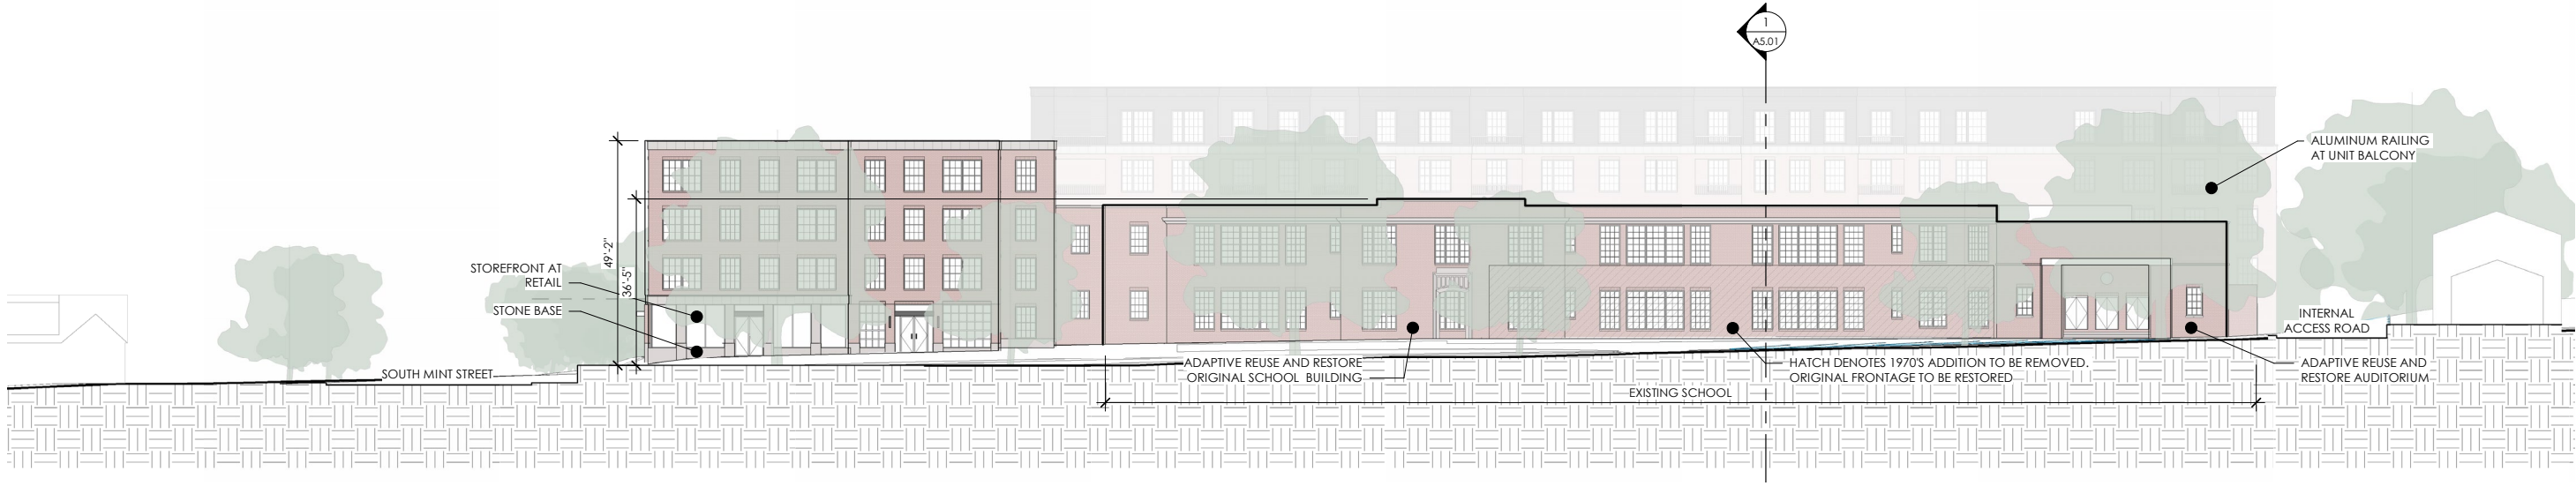 1
A5.01
ALUMINUM RAILING
AT UNIT BALCONY
49'-2"
36'-5"
STOREFRONT AT
RETAIL
STONE BASE
SOUTH MINT STREET
ADAPTIVE REUSE AND RESTORE
ORIGINAL SCHOOL BUILDING
HATCH DENOTES 1970'S ADDITION TO BE REMOVED.
ORIGINAL FRONTAGE TO BE RESTORED
EXISTING SCHOOL
INTERNAL
ACCESS ROAD
ADAPTIVE REUSE AND
RESTORE AUDITORIUM